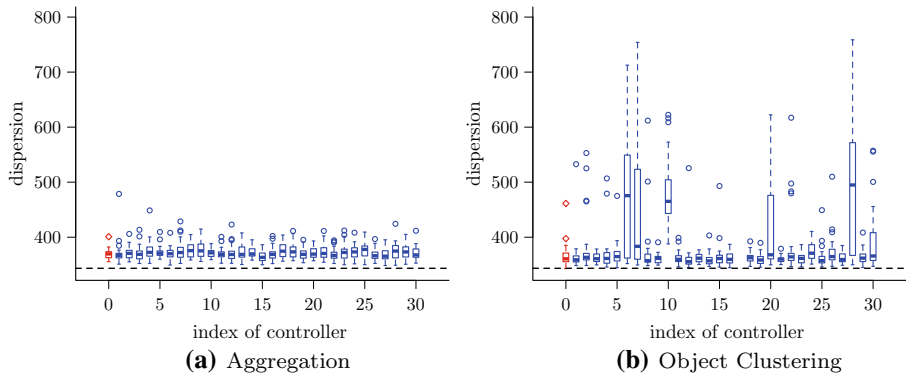 800
700
600
500
400
dispersion
0 5 10 15 20 25 30
index of controller
(a) Aggregation
800
700
600
500
400
dispersion
0 5 10 15 20 25 30
index of controller
(b) Object Clustering